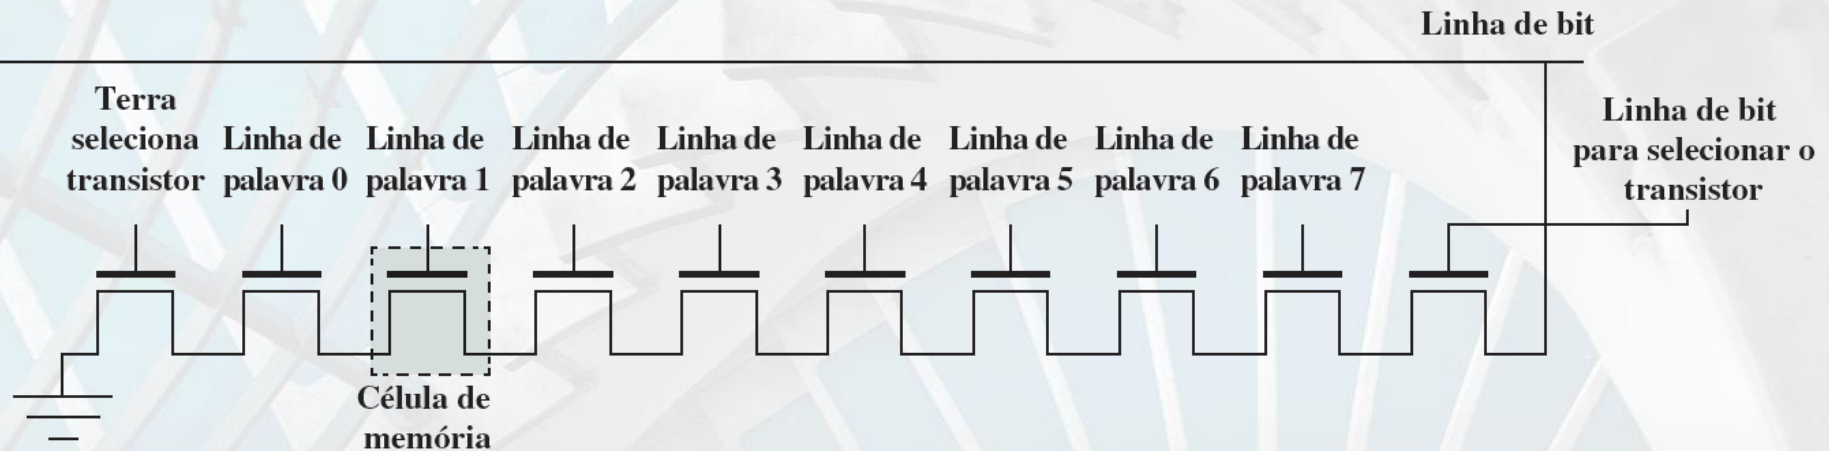 Linha de bit
Terra
seleciona
transistor
Linha de
palavra 0
Linha de
palavra 1
Linha de
palavra 2
Linha de
palavra 3
Linha de
palavra 4
Linha de
palavra 5
Linha de
palavra 6
Linha de
palavra 7
Linha de bit
para selecionar o
transistor
Célula de
memória